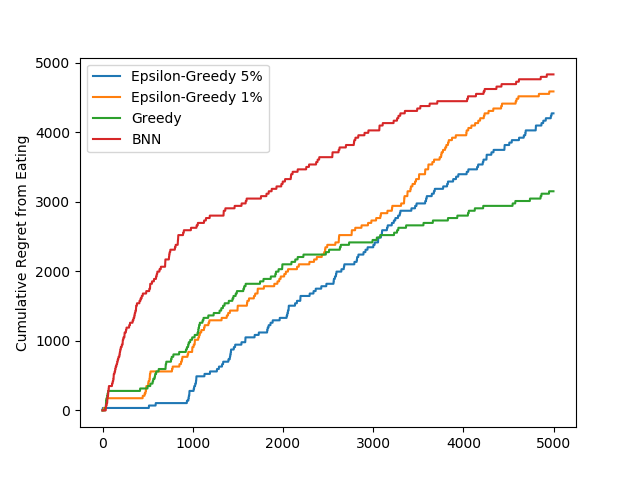 5000
4000
3000
2000
1000
0
Cumulative Regret from Eating
Epsilon-Greedy 5%
Epsilon-Greedy 1%
Greedy
BNN
0 1000 2000 3000 4000 5000